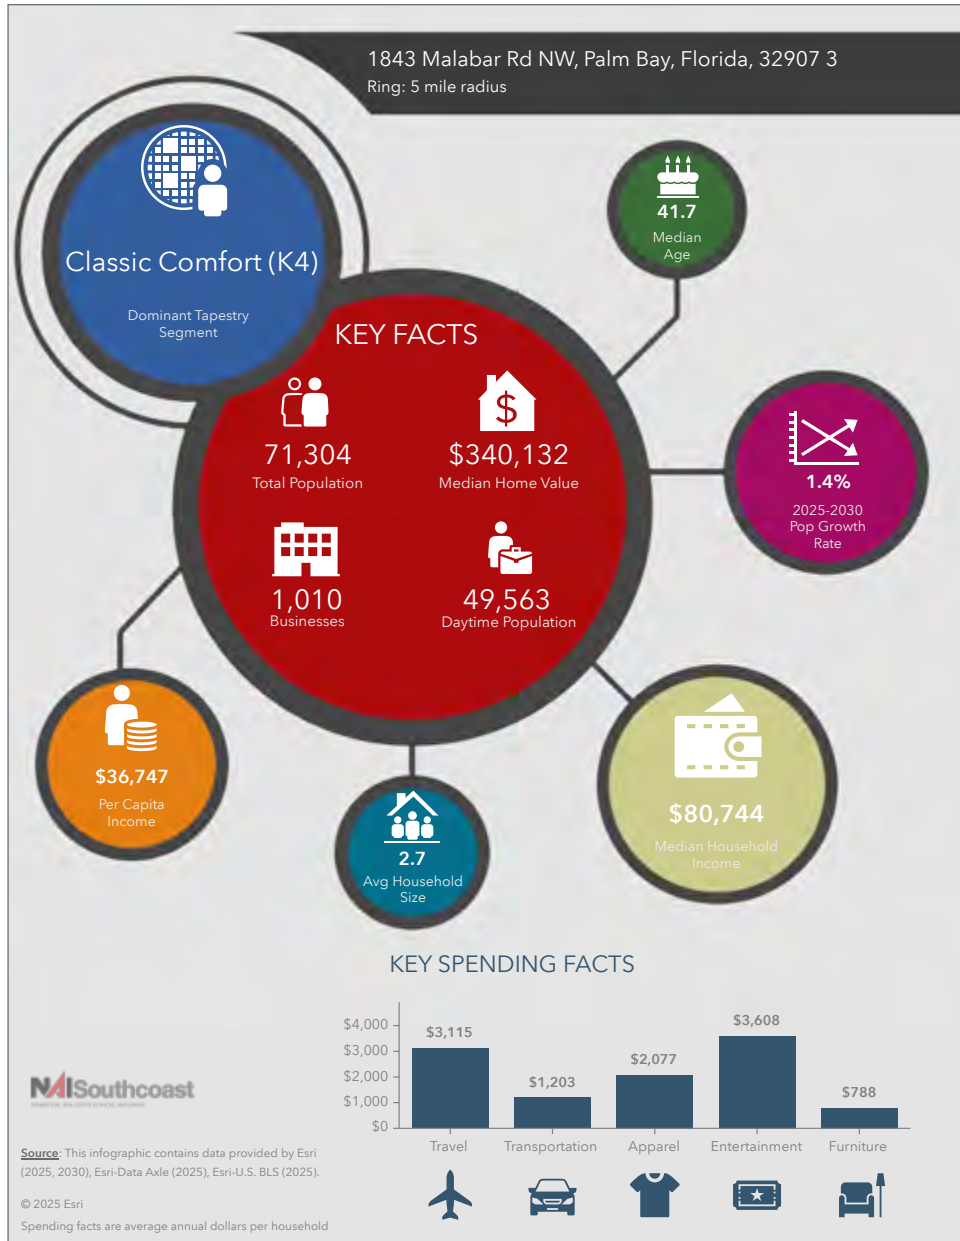 1843 Malabar Rd NW, Palm Bay, Florida, 32907 3
Ring: 5 mile radius
Classic Comfort (K4)
Dominant Tapestry
Segment
41.7
Median
Age
KEY FACTS
71,304
Total Population
$
$340,132
Median Home Value
1,010
Businesses
49,563
Daytime Population
1.4%
2025-2030
Pop Growth
Rate
$36,747
Per Capita
Income
2.7
Avg Household
Size
$80,744
Median Household
Income
KEY SPENDING FACTS
$4,000
$3,000
$2,000
$1,000
$0
$3,115
$1,203
$2,077
$3,608
$788
Travel
Transportation
Apparel
Entertainment
Furniture
NAISouthcoast
COMMERCIAL REAL ESTATE SERVICES, WORLDWIDE
Source: This infographic contains data provided by Esri
(2025, 2030), Esri-Data Axle (2025), Esri-U.S. BLS (2025).
© 2025 Esri
Spending facts are average annual dollars per household